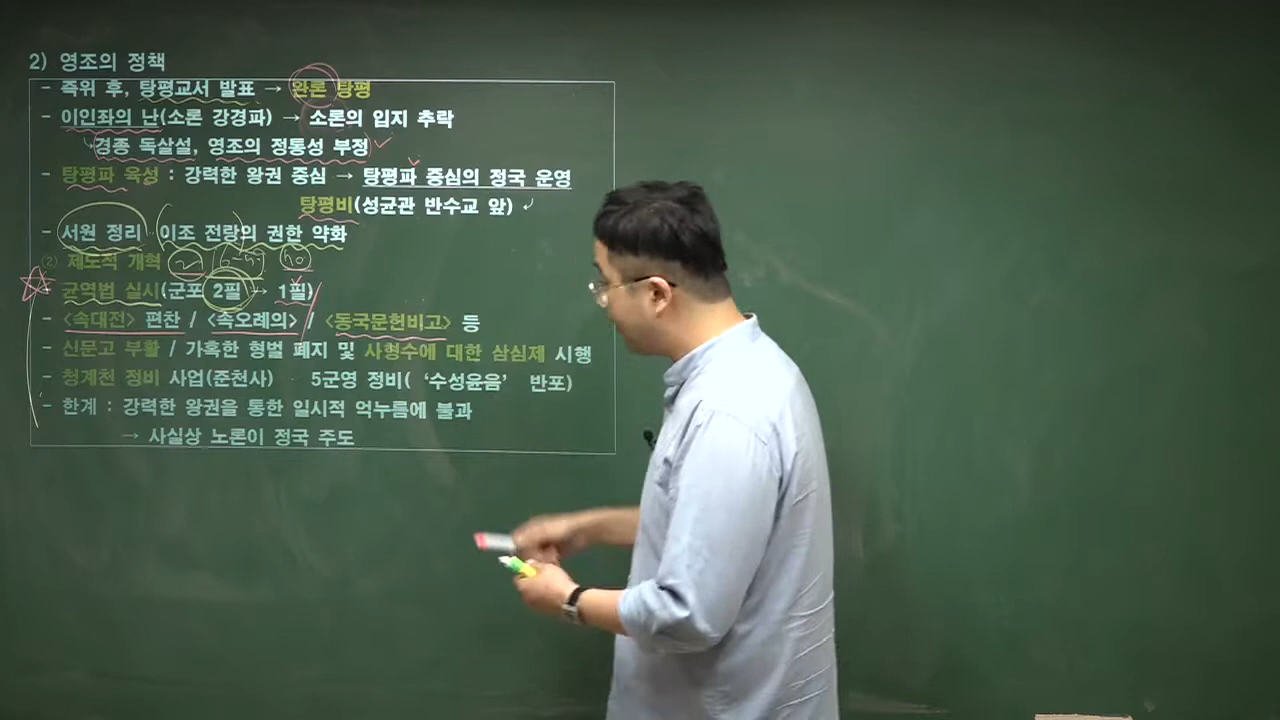 2) 영조의 정책
- 즉위 후, 탕평교서 발표 → 완론 탕평
- 이인좌의 난(소론 강경파) → 소론의 입지 추락
경종 독살설, 영조의 정통성 부정
- 탕평파 육성 : 강력한 왕권 중심 → 탕평파 중심의 정국 운영
탕평비(성균관 반수교 앞)
- 서원 정리 이조 전랑의 권한 약화
② 제도적 개혁
- 균역법 실시(군포 2필 → 1필)
- <속대전> 편찬 / <속오례의> / <동국문헌비고> 등
- 신문고 부활 / 가혹한 형벌 폐지 및 사형수에 대한 삼심제 시행
- 청계천 정비 사업(준천사) 5군영 정비( ‘수성윤음’ 반포)
- 한계 : 강력한 왕권을 통한 일시적 억누름에 불과
→ 사실상 노론이 정국 주도